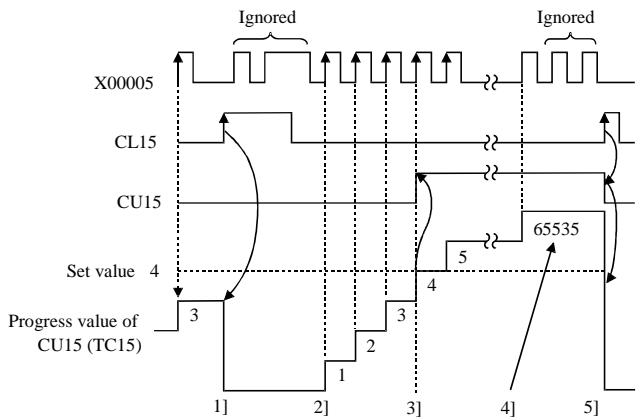 Ignored Ignored
X00005
CL15
CU15
65535
5
Set value 4
4
3 3
Progress value of
CU15 (TC15)
2
1
1] 2] 3] 4] 5]